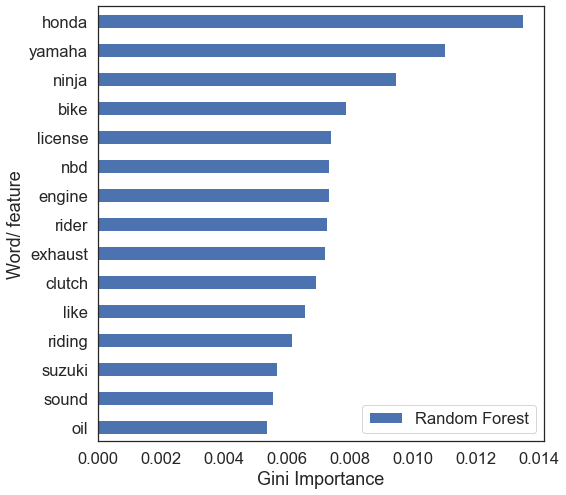 honda
yamaha
ninja
bike
license
nbd
engine
rider
exhaust
clutch
like
riding
suzuki
sound
oil
Word/ feature
Random Forest
0.000 0.002 0.004 0.006 0.008 0.010 0.012 0.014
Gini Importance